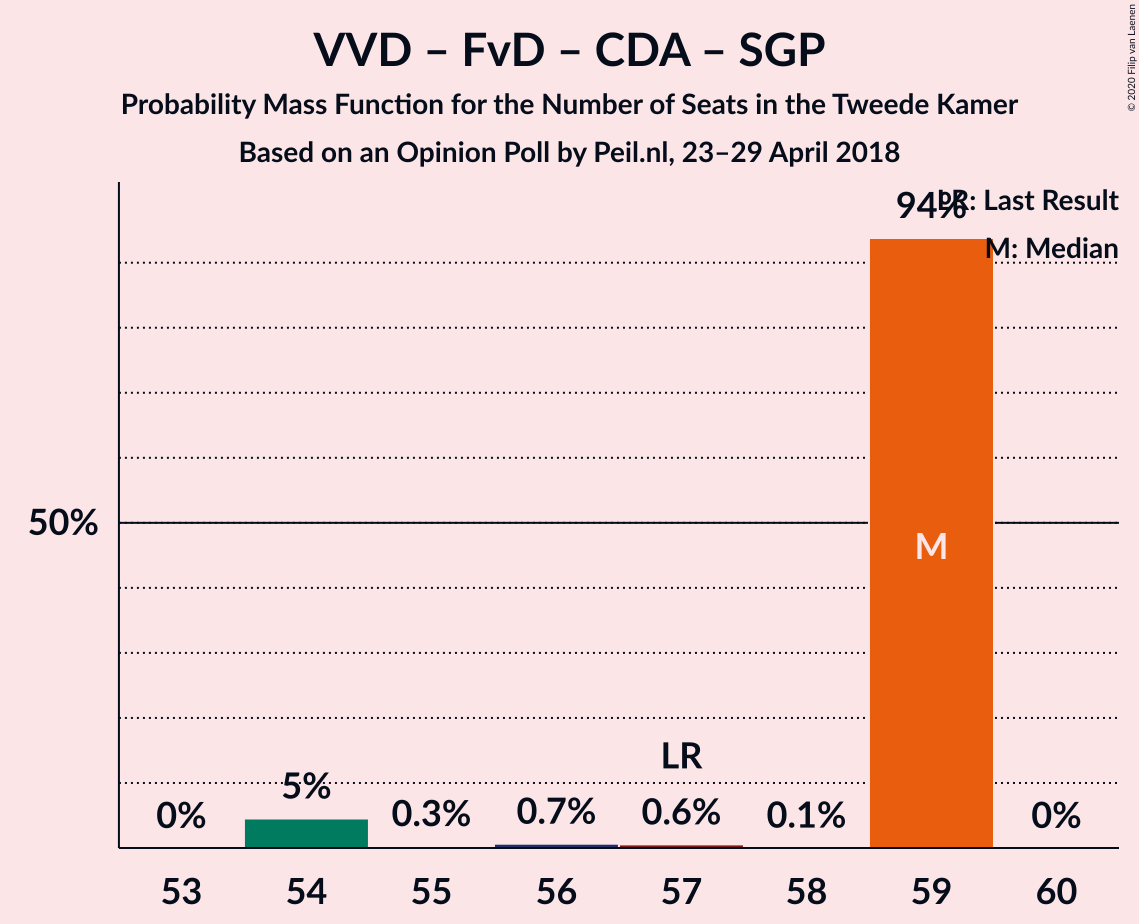 VVD – FvD – CDA – SGP
Probability Mass Function for the Number of Seats in the Tweede Kamer
Based on an Opinion Poll by Peil.nl, 23–29 April 2018
© 2020 Filip van Laenen
LR: Last Result
M: Median
94%
50%
M
LR
0%
5%
0.3%
0.7%
0.6%
0.1%
0%
53
54
55
56
57
58
59
60